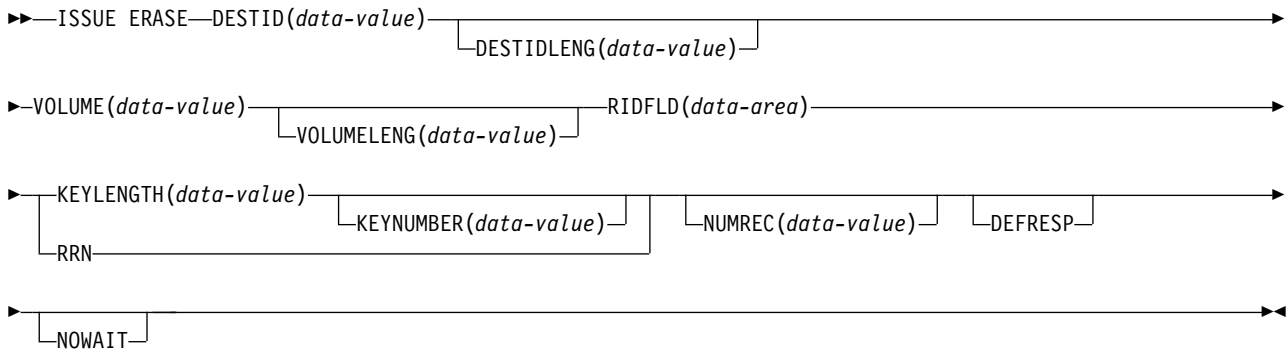 ISSUE ERASE DESTID(data-value)
DESTIDLENG(data-value)
VOLUME(data-value) RIDFLD(data-area)
VOLUMELENG(data-value)
KEYLENGTH(data-value)
KEYNUMBER(data-value) NUMREC(data-value) DEFRESP
RRN
NOWAIT